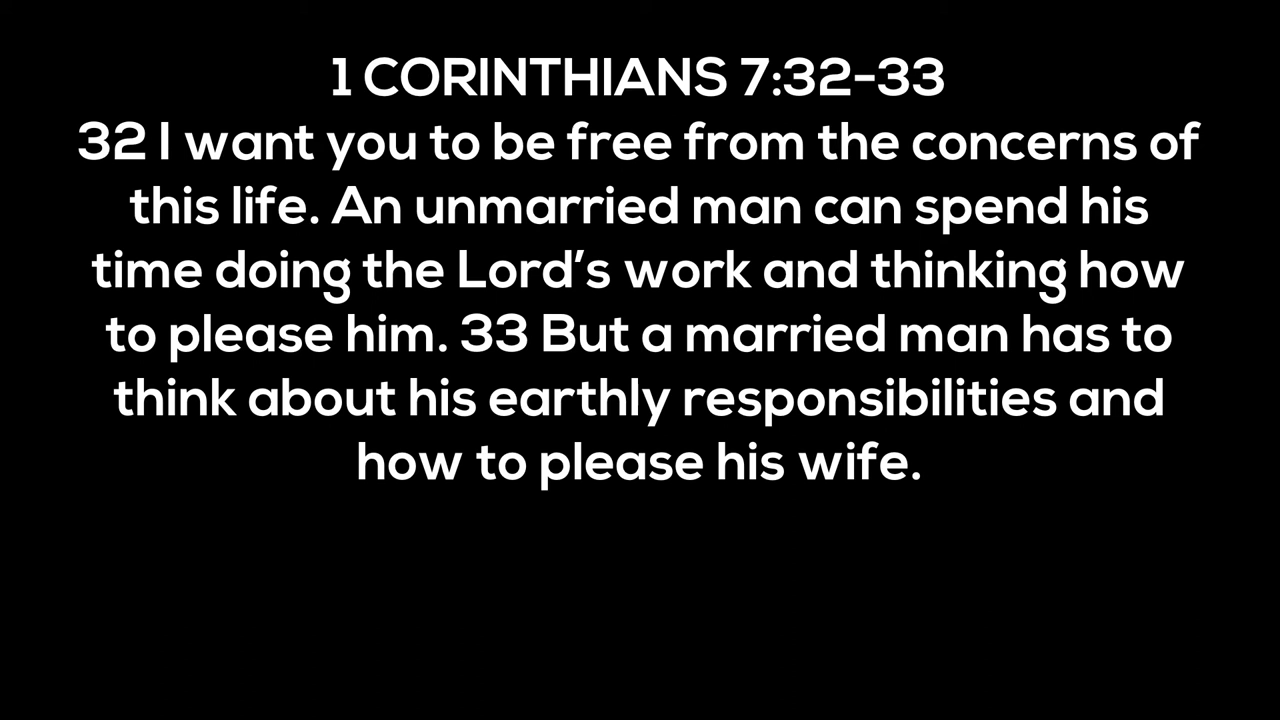 1 CORINTHIANS 7:32-33
32 I want you to be free from the concerns of
this life. An unmarried man can spend his
time doing the Lord’s work and thinking how
to please him. 33 But a married man has to
think about his earthly responsibilities and
how to please his wife.